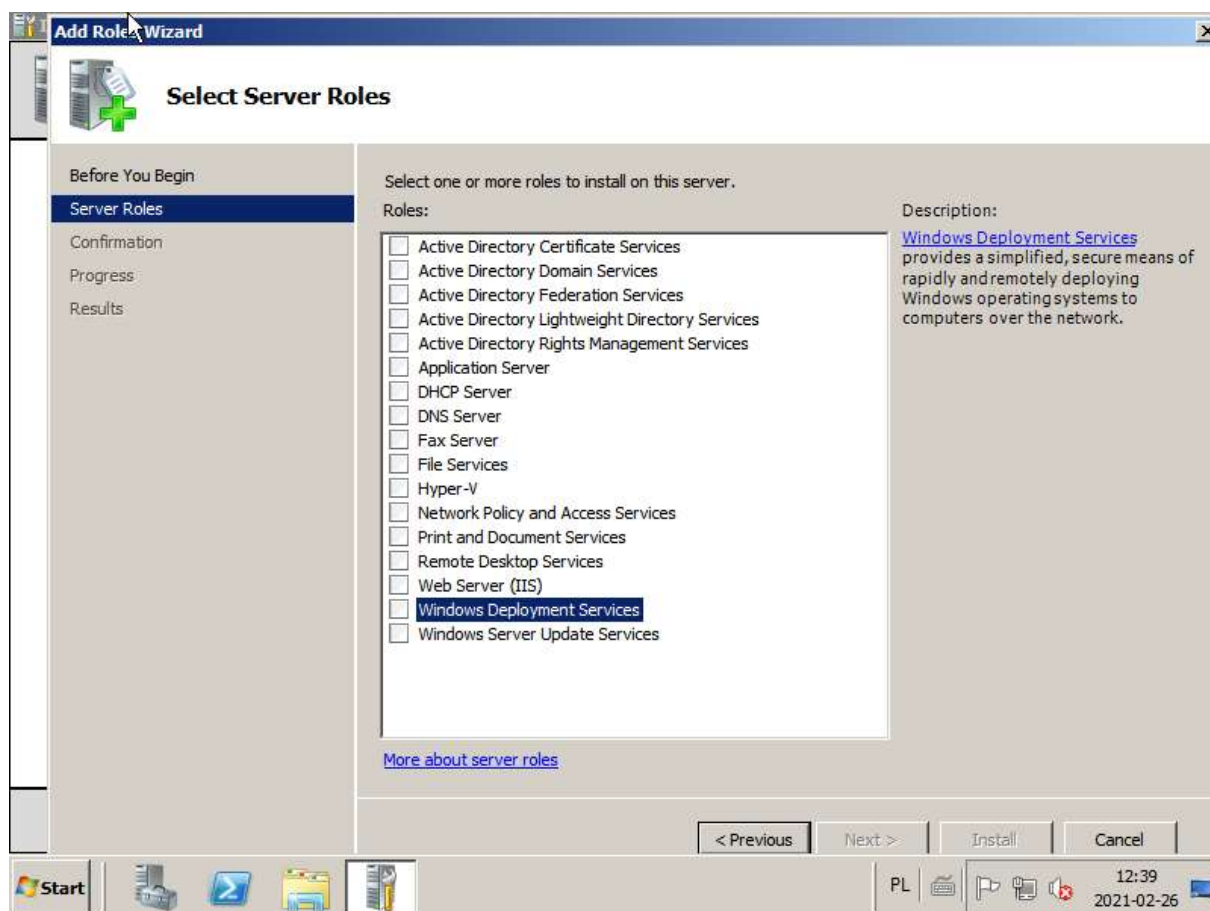 Add Roles Wizard
Select Server Roles
Before You Begin
Server Roles
Confirmation
Progress
Results
Select one or more roles to install on this server.
Roles:
Active Directory Certificate Services
Active Directory Domain Services
Active Directory Federation Services
Active Directory Lightweight Directory Services
Active Directory Rights Management Services
Application Server
DHCP Server
DNS Server
Fax Server
File Services
Hyper-V
Network Policy and Access Services
Print and Document Services
Remote Desktop Services
Web Server (IIS)
Windows Deployment Services
Windows Server Update Services
More about server roles
Description:
Windows Deployment Services
provides a simplified, secure means of
rapidly and remotely deploying
Windows operating systems to
computers over the network.
< Previous
Next >
Install
Cancel
Start
PL
12:39
2021-02-26